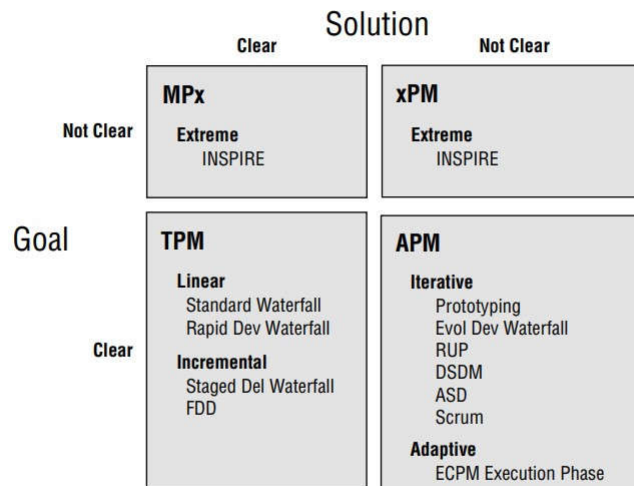 Solution
Clear
Not Clear
Not Clear
MPx
Extreme
INSPIRE
xPM
Extreme
INSPIRE
Goal
Clear
TPM
Linear
Standard Waterfall
Rapid Dev Waterfall
Incremental
Staged Del Waterfall
FDD
APM
Iterative
Prototyping
Evol Dev Waterfall
RUP
DSDM
ASD
Scrum
Adaptive
ECPM Execution Phase